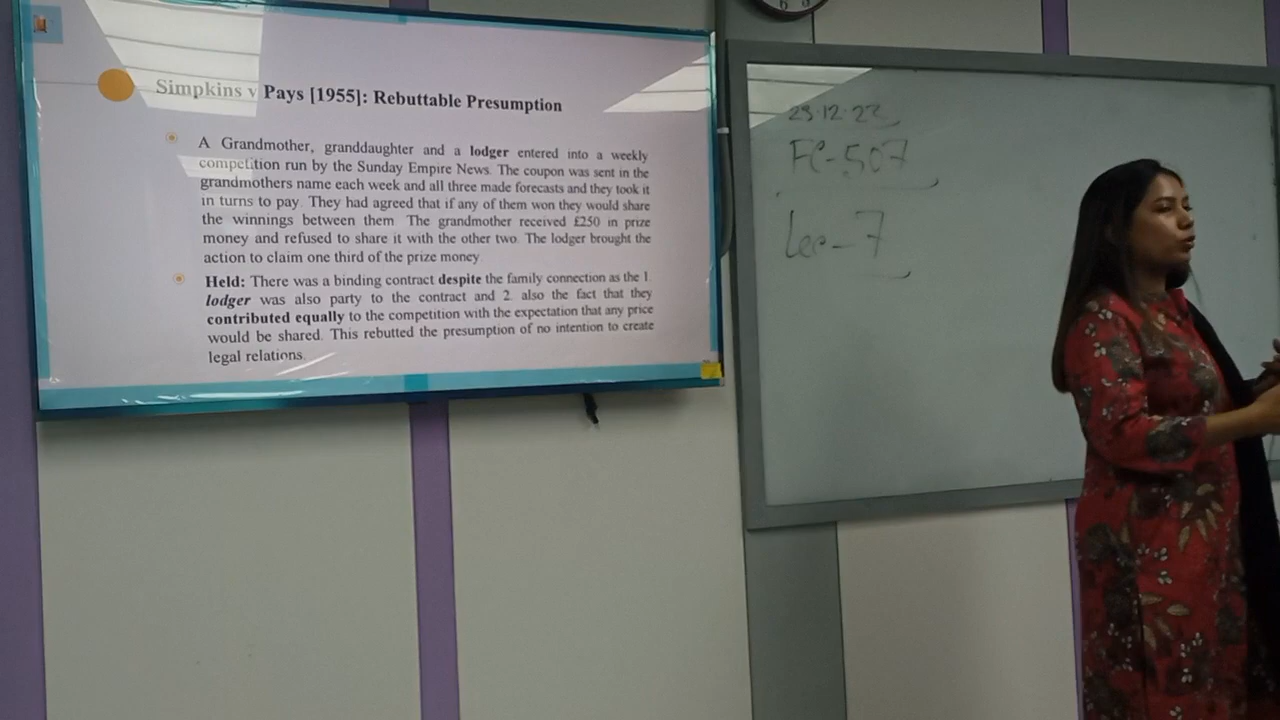 Simpkins v Pays [1955]: Rebuttable Presumption
A Grandmother, granddaughter and a lodger entered into a weekly
competition run by the Sunday Empire News. The coupon was sent in the
grandmothers name each week and all three made forecasts and they took it
in turns to pay. They had agreed that if any of them won they would share
the winnings between them. The grandmother received £250 in prize
money and refused to share it with the other two. The lodger brought the
action to claim one third of the prize money
Held: There was a binding contract despite the family connection as the 1.
lodger was also party to the contract and 2. also the fact that they
contributed equally to the competition with the expectation that any price
would be shared. This rebutted the presumption of no intention to create
legal relations.
FC-507
Lec-7